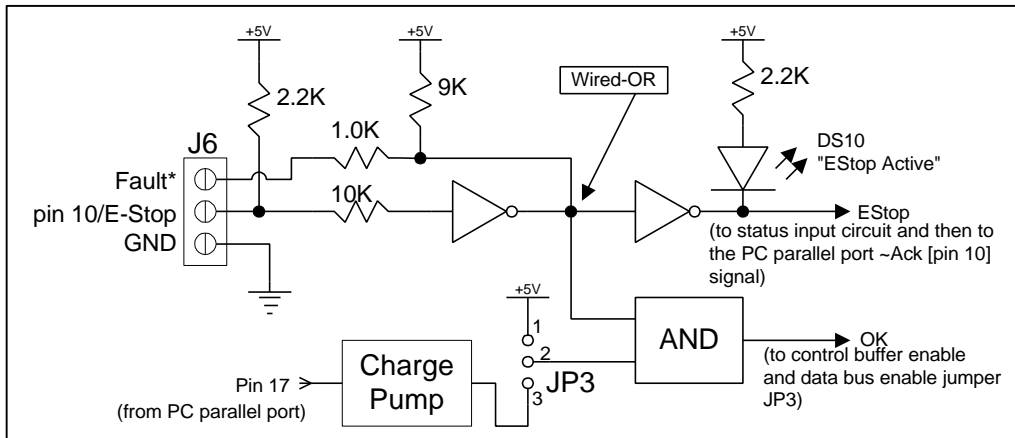 +5V
+5V
+5V
2.2K
9K
Wired-OR
2.2K
J6
1.0K
DS10
"EStop Active"
Fault*
pin 10/E-Stop
10K
GND
EStop
(to status input circuit and then to
the PC parallel port ~Ack [pin 10]
signal)
+5V
1
2
3
JP3
AND
OK
(to control buffer enable
and data bus enable jumper
JP3)
Charge
Pump
Pin 17
(from PC parallel port)